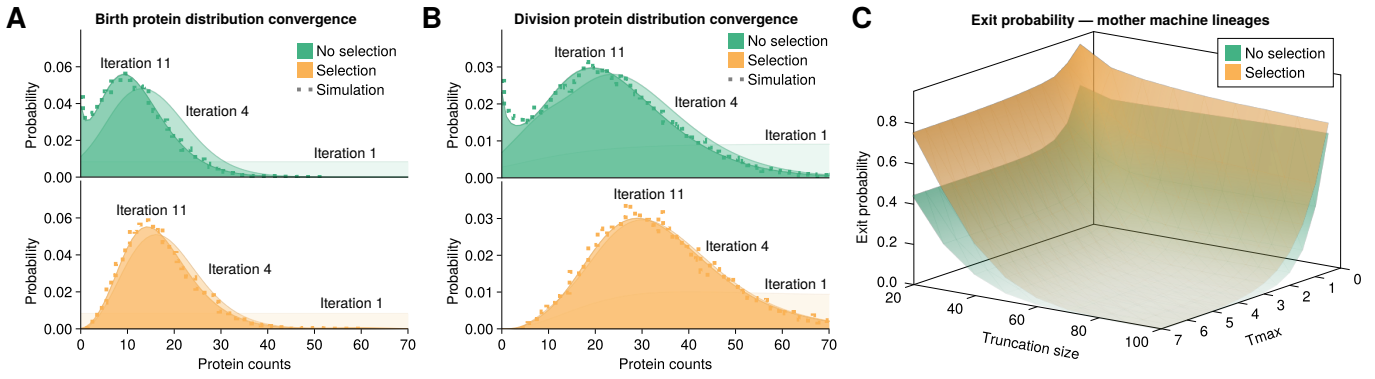 A
Birth protein distribution convergence
No selection
Selection
Simulation
Iteration 11
Iteration 4
Iteration 1
Probability
0.06
0.04
0.02
0.00
Iteration 11
Iteration 4
Iteration 1
Probability
0.06
0.04
0.02
0.00
0 10 20 30 40 50 60 70
Protein counts
B
Division protein distribution convergence
No selection
Selection
Simulation
Iteration 11
Iteration 4
Iteration 1
Probability
0.03
0.02
0.01
0.00
Iteration 11
Iteration 4
Iteration 1
Probability
0.03
0.02
0.01
0.00
0 10 20 30 40 50 60 70
Protein counts
C
Exit probability — mother machine lineages
No selection
Selection
Exit probability
0.8
0.6
0.4
0.2
0.0
20 40 60 80 100
Truncation size
7 6 5 4 3 2 1 0
Tmax